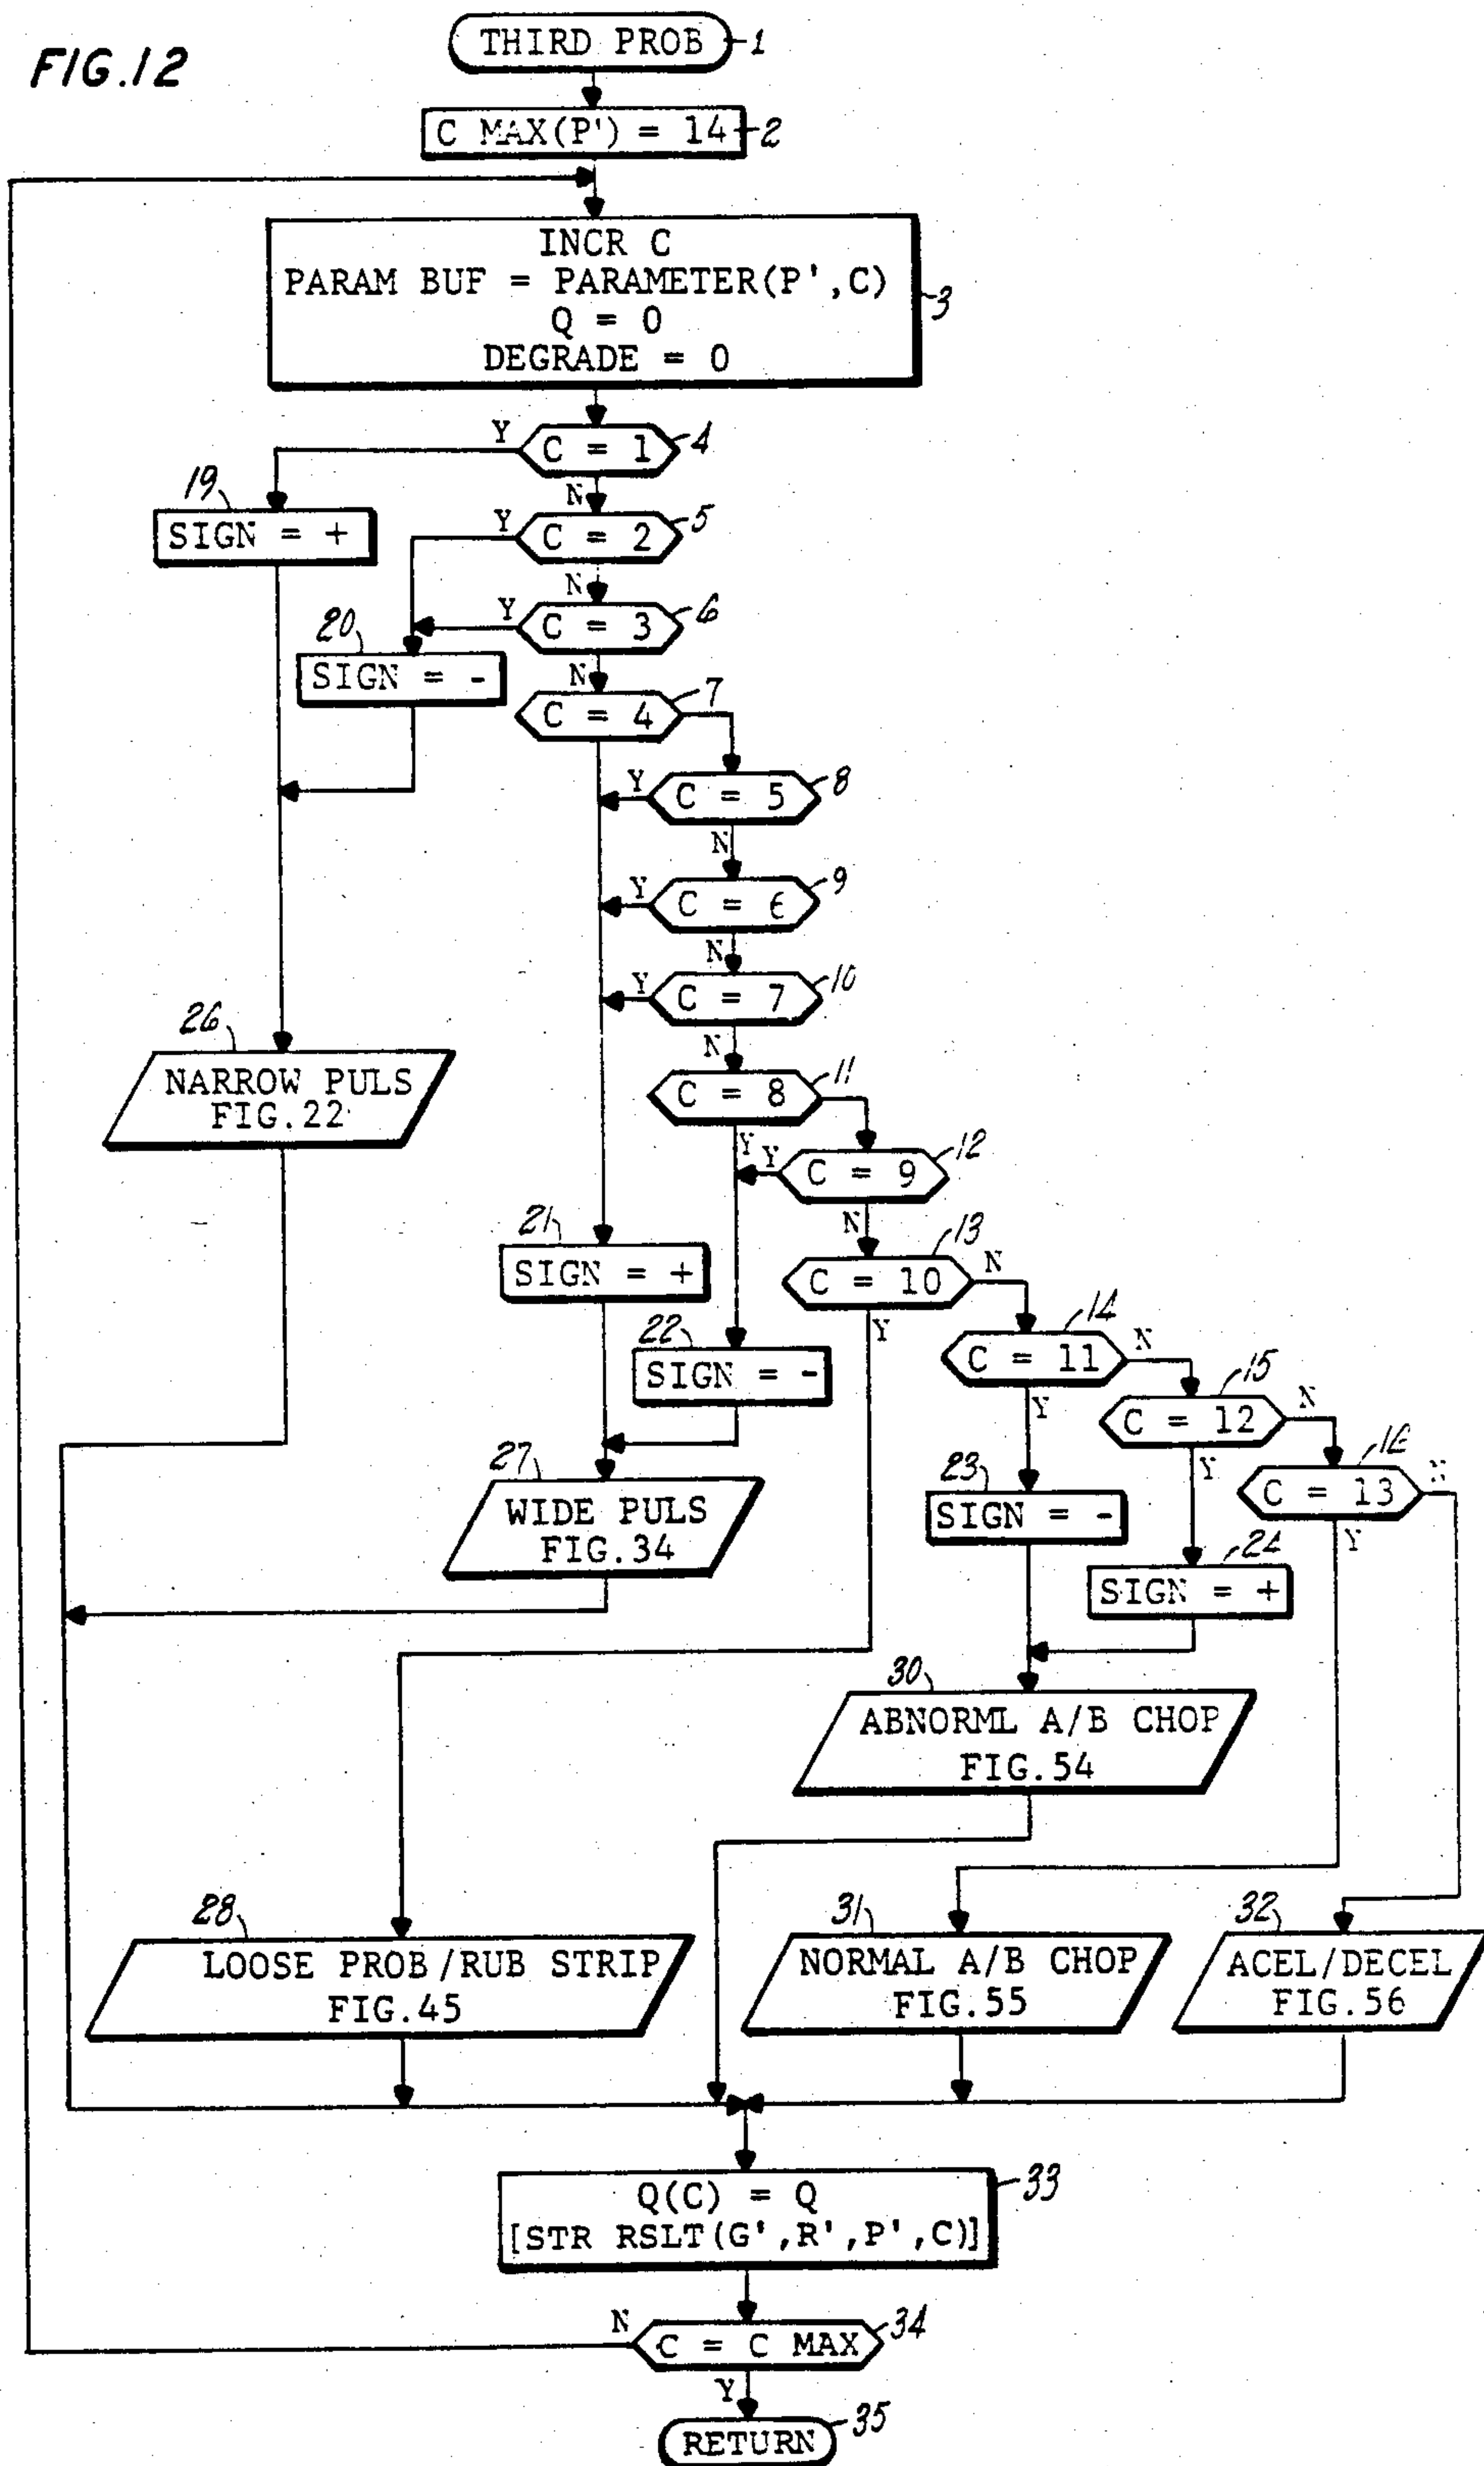 FIG.12
THIRD PROB
1
C MAX(P') = 14
2
INCR C
PARAM BUF = PARAMETER(P',C)
Q = 0
DEGRADE = 0
3
Y
C = 1
4
N
19
SIGN = +
Y
C = 2
5
N
Y
C = 3
6
20
SIGN = -
N
C = 4
7
Y
C = 5
8
N
Y
C = 6
9
N
Y
C = 7
10
N
26
NARROW PULS
FIG.22
C = 8
11
Y
Y
C = 9
12
N
21
SIGN = +
C = 10
13
N
Y
22
SIGN = -
C = 11
14
N
Y
C = 12
15
N
Y
C = 13
16
N
Y
27
WIDE PULS
FIG.34
23
SIGN = -
24
SIGN = +
30
ABNORML A/B CHOP
FIG.54
28
LOOSE PROB/RUB STRIP
FIG.45
31
NORMAL A/B CHOP
FIG.55
32
ACEL/DECEL
FIG.56
Q(C) = Q
[STR RSLT(G',R',P',C)]
33
N
C = C MAX
34
Y
RETURN
35